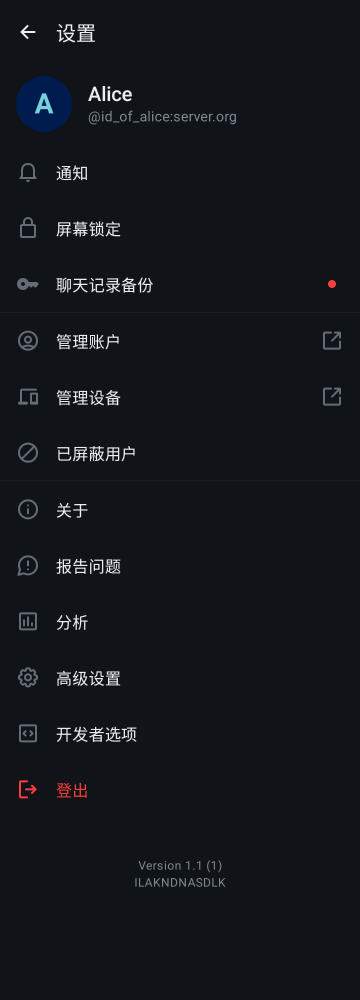 设置
A
Alice
@id_of_alice:server.org
通知
屏幕锁定
聊天记录备份
管理账户
管理设备
已屏蔽用户
关于
报告问题
分析
高级设置
开发者选项
登出
Version 1.1 (1)
ILAKNDNASDLK